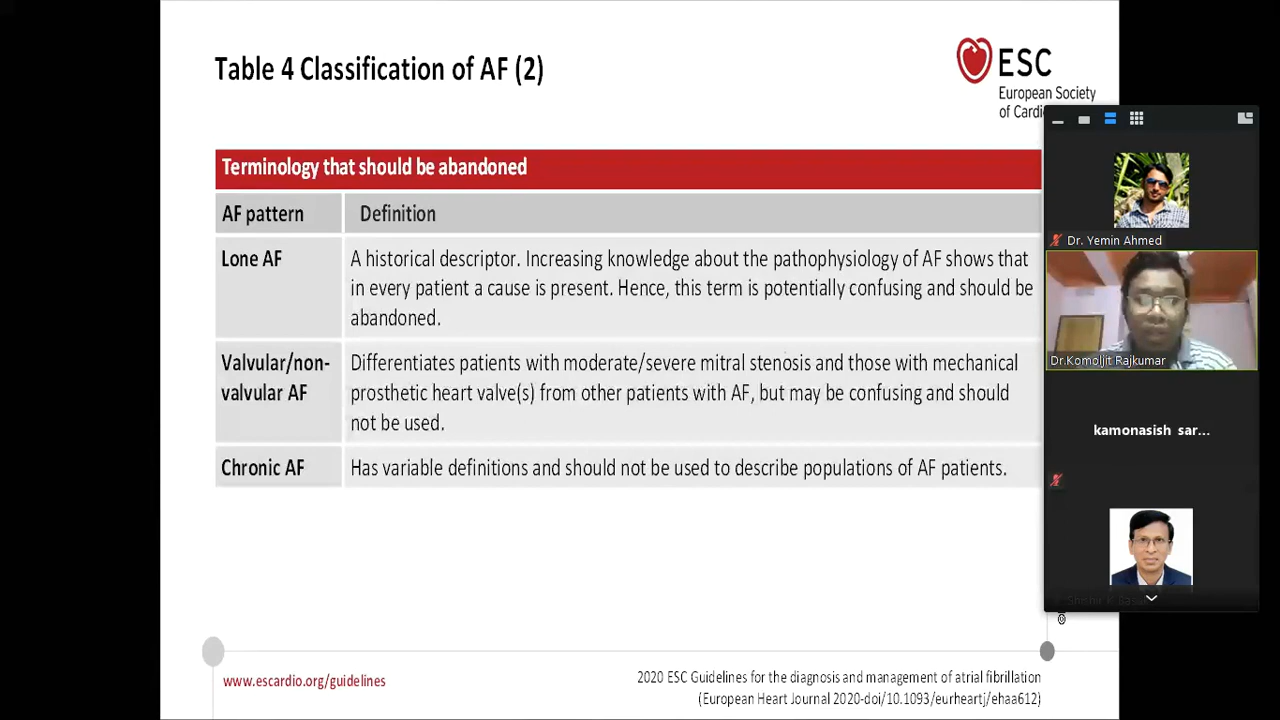 Table 4 Classification of AF (2)
ESC
European Society
of Cardi
Terminology that should be abandoned
AF pattern
Definition
Lone AF
A historical descriptor. Increasing knowledge about the pathophysiology of AF shows that
in every patient a cause is present. Hence, this term is potentially confusing and should be
abandoned.
Valvular/non-
valvular AF
Differentiates patients with moderate/severe mitral stenosis and those with mechanical
prosthetic heart valve(s) from other patients with AF, but may be confusing and should
not be used.
Chronic AF
Has variable definitions and should not be used to describe populations of AF patients.
Dr. Yemin Ahmed
Dr.Komoljit Rajkumar
kamonasish sar...
www.escardio.org/guidelines
2020 ESC Guidelines for the diagnosis and management of atrial fibrillation
(European Heart Journal 2020-doi/10.1093/eurheartj/ehaa612)